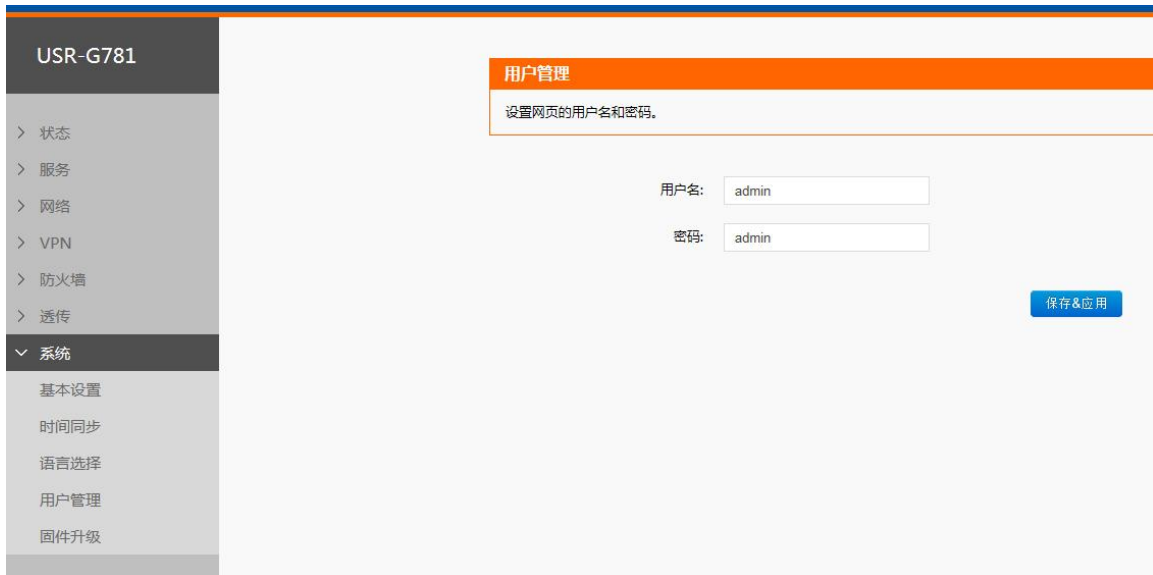 USR-G781
状态
服务
网络
VPN
防火墙
透传
系统
基本设置
时间同步
语言选择
用户管理
固件升级
用户管理
设置网页的用户名和密码。
用户名: admin
密码: admin
保存&应用